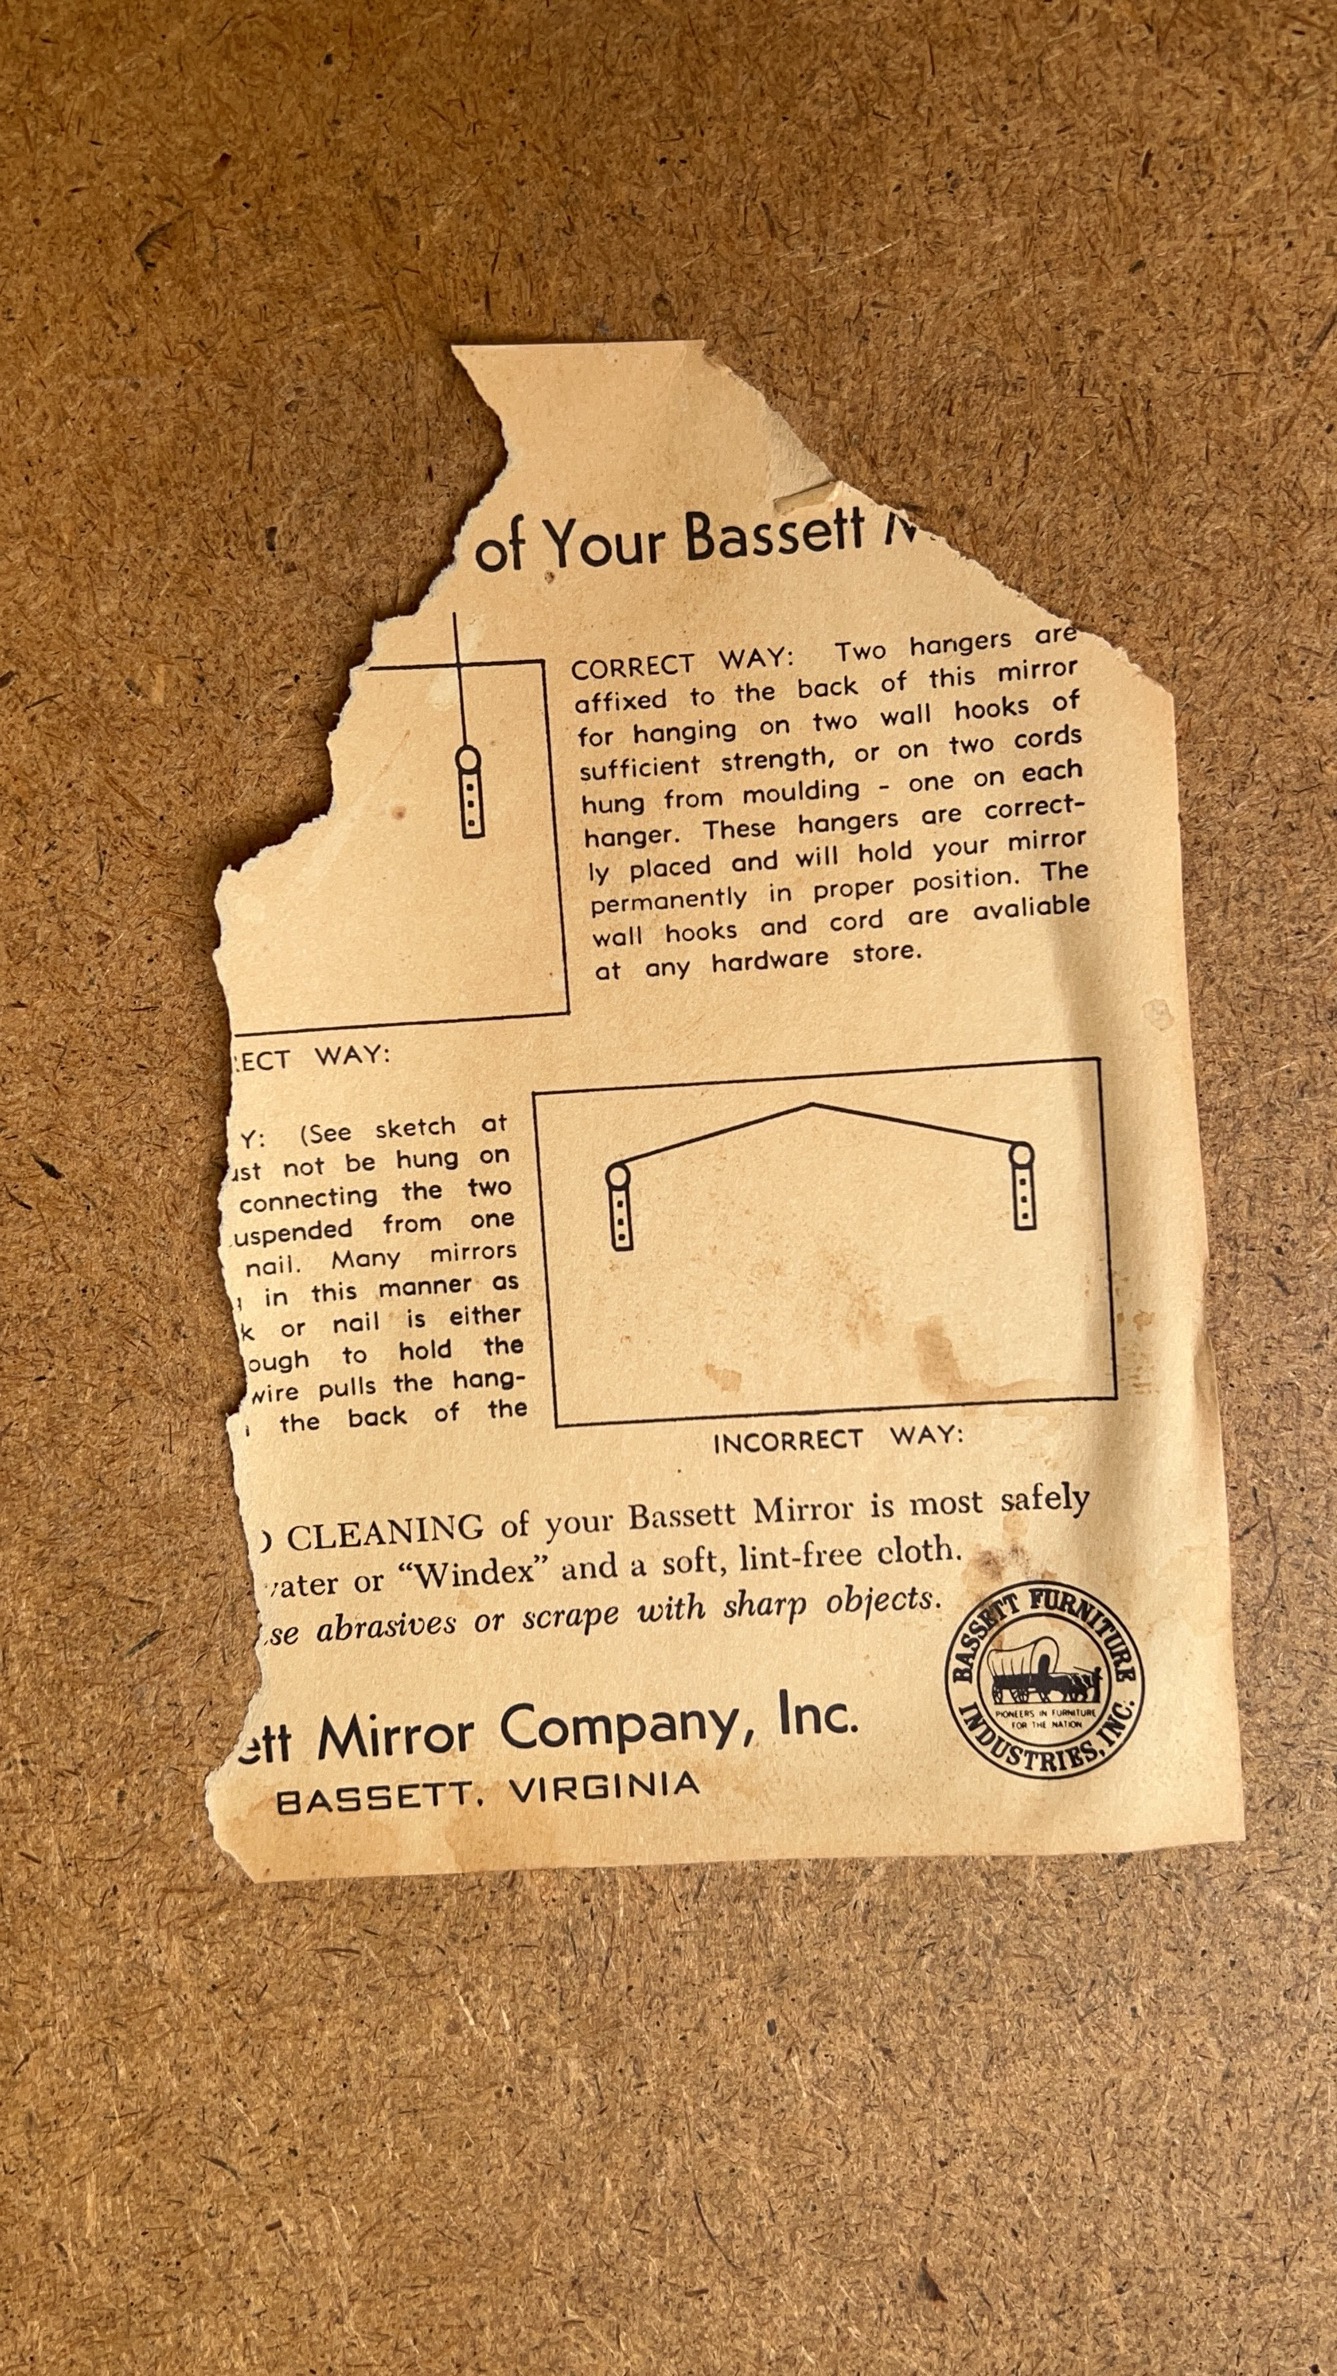 of Your Bassett
CORRECT WAY: Two hangers are
affixed to the back of this mirror
for hanging on two wall hooks of
sufficient strength, or on two cords
hung from moulding - one on each
hanger. These hangers are correct-
ly placed and will hold your mirror
permanently in proper position. The
wall hooks and cord are avaliable
at any hardware store.
RECT WAY:
Y: (See sketch at
ust not be hung on
connecting the two
uspended from one
nail. Many mirrors
in this manner as
k or nail is either
ough to hold the
wire pulls the hang-
the back of the
INCORRECT WAY:
CLEANING of your Bassett Mirror is most safely
vater or “Windex” and a soft, lint-free cloth.
se abrasives or scrape with sharp objects.
ett Mirror Company, Inc.
BASSETT, VIRGINIA
BASSETT FURNITURE
PIONEERS IN FURNITURE
FOR THE NATION
INDUSTRIES, INC.